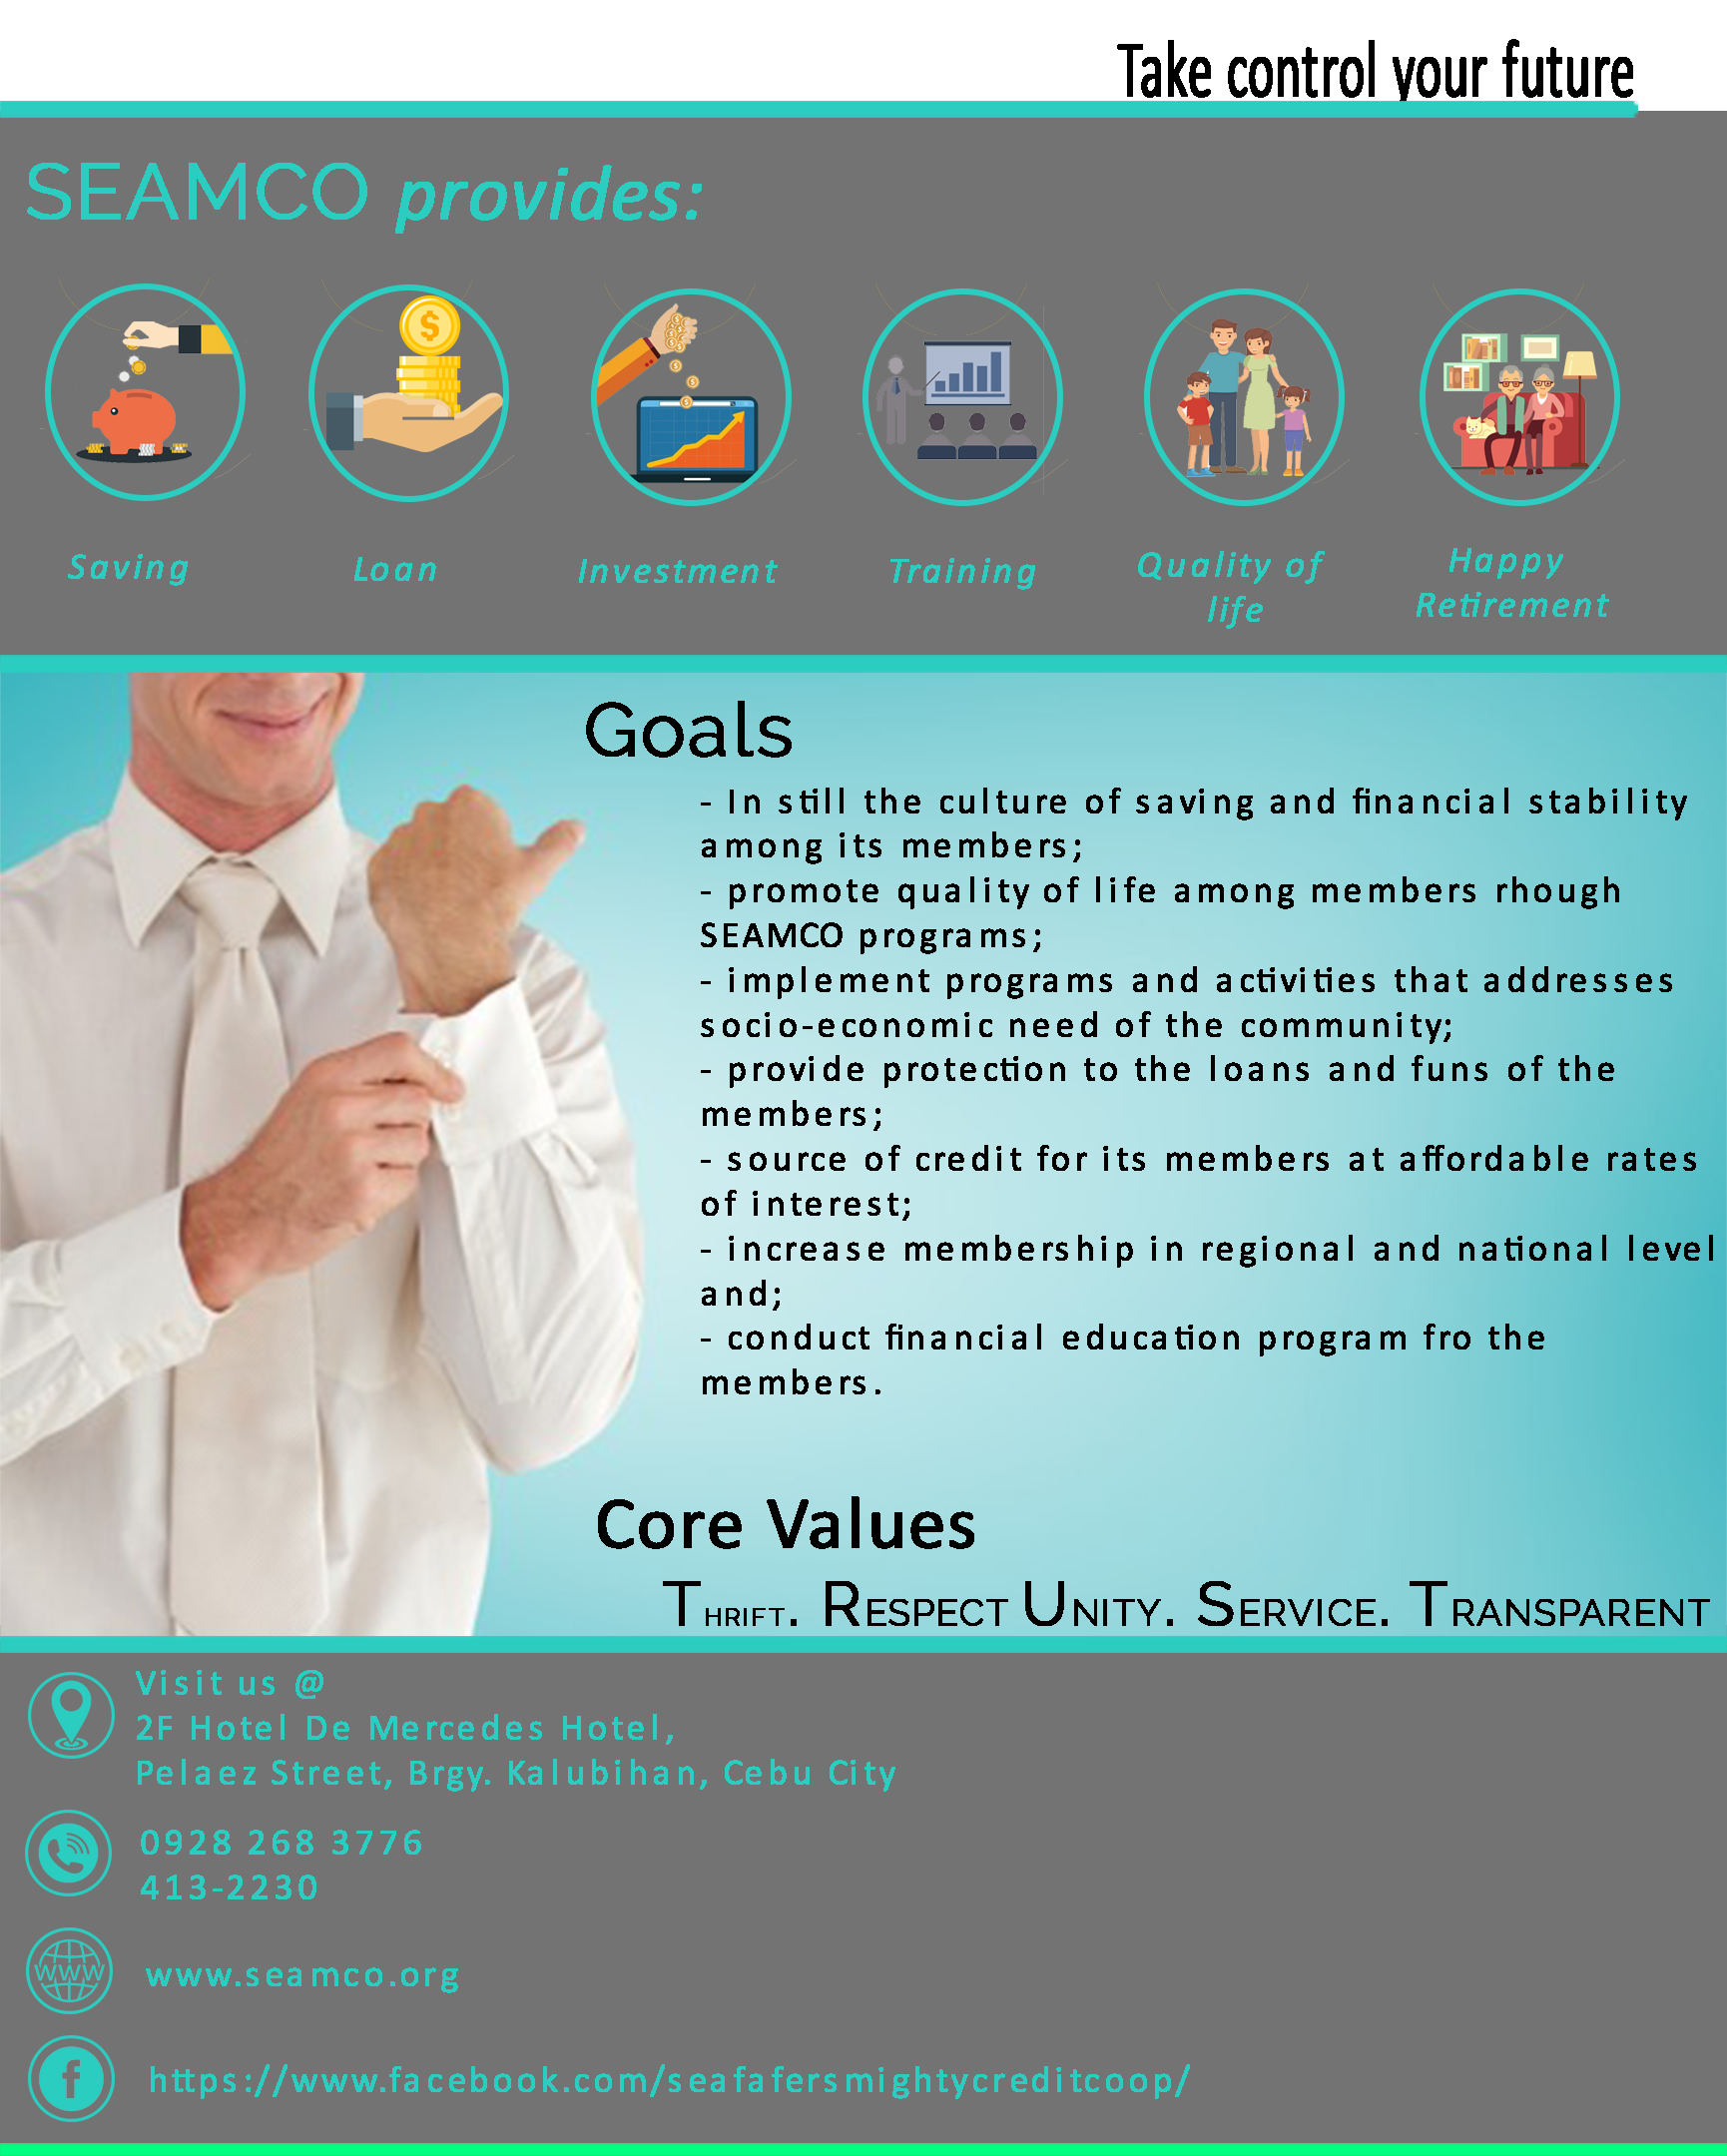 Take control your future
SEAMCO provides:
Saving
Loan
Investment
Training
Quality of
life
Happy
Retirement
Goals
- In still the culture of saving and financial stability
among its members;
- promote quality of life among members rhough
SEAMCO programs;
- implement programs and activities that addresses
socio-economic need of the community;
- provide protection to the loans and funs of the
members;
- source of credit for its members at affordable rates
of interest;
- increase membership in regional and national level
and;
- conduct financial education program fro the
members.
Core Values
THRIFT. RESPECT UNITY. SERVICE. TRANSPARENT
Visit us @
2F Hotel De Mercedes Hotel,
Pelaez Street, Brgy. Kalubihan, Cebu City
0928 268 3776
413-2230
WWW
www.seamco.org
f
https://www.facebook.com/seafafersmightycreditcoop/